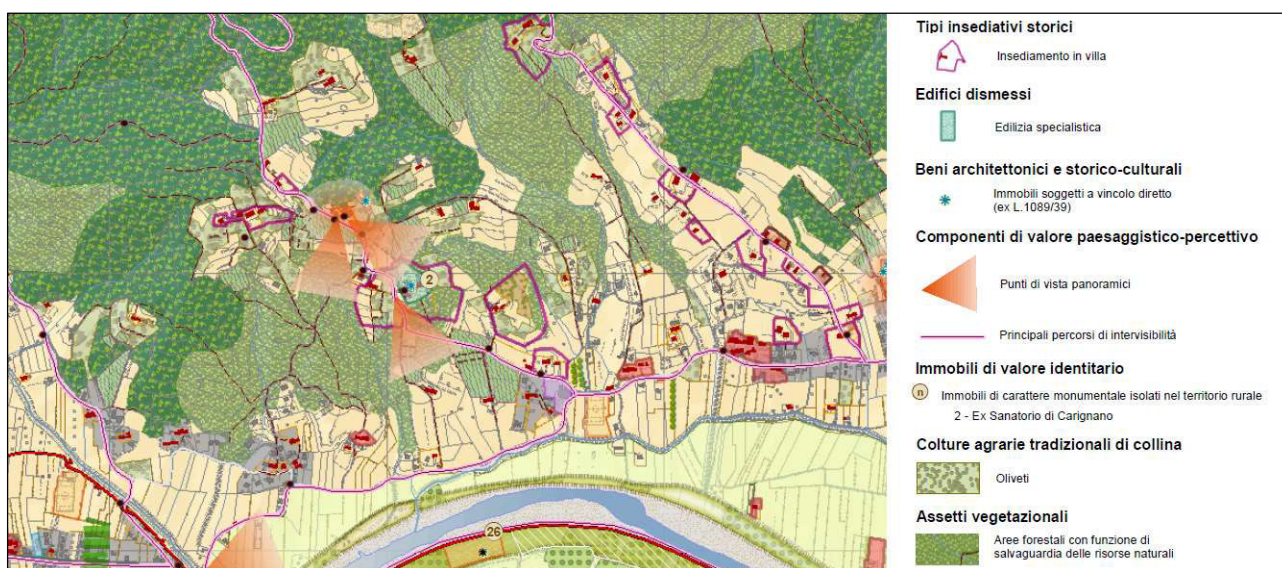 2
26
Tipi insediativi storici
Insediamento in villa
Edifici dismessi
Edilizia specialistica
Beni architettonici e storico-culturali
Immobili soggetti a vincolo diretto
(ex L.1089/39)
Componenti di valore paesaggistico-percettivo
Punti di vista panoramici
Principali percorsi di intervisibilità
Immobili di valore identitario
n Immobili di carattere monumentale isolati nel territorio rurale
2 - Ex Sanatorio di Carignano
Colture agrarie tradizionali di collina
Oliveti
Assetti vegetazionali
Aree forestali con funzione di
salvaguardia delle risorse naturali